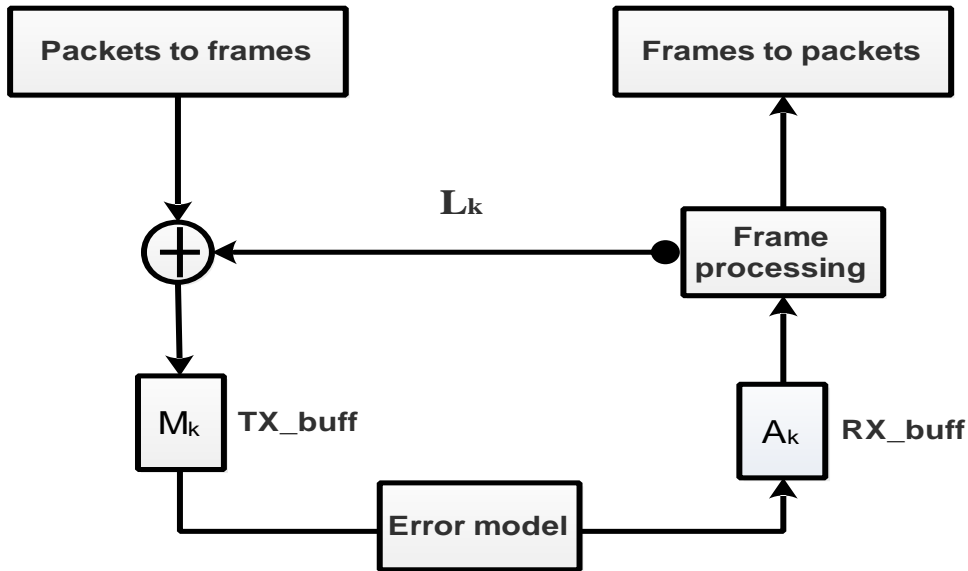 Packets to frames
Frames to packets
Lk
Frame
processing
Mk
TX_buff
Ak
RX_buff
Error model